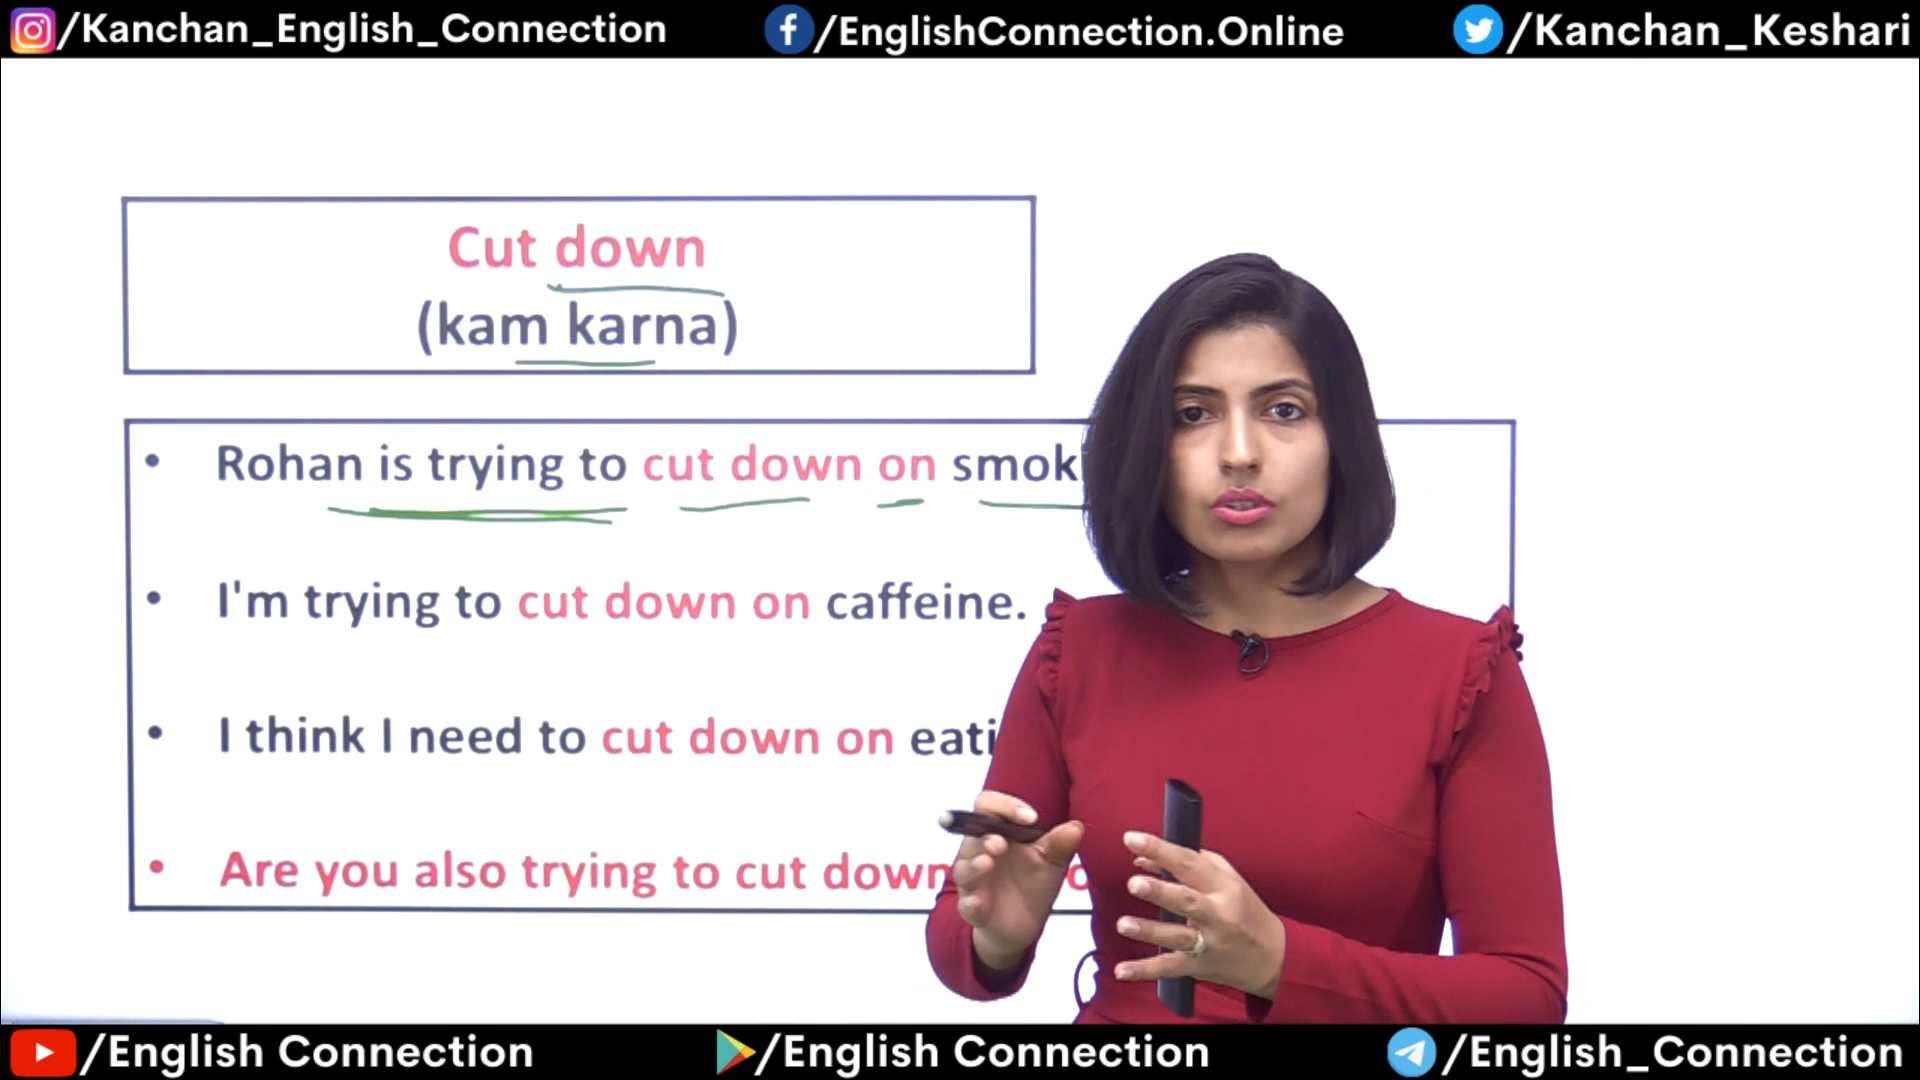 /Kanchan_English_Connection
/EnglishConnection.Online
/Kanchan_Keshari
Cut down
(kam karna)
• Rohan is trying to cut down on
• I'm trying to cut down on caffeine.
• I think I need to cut down on
• Are you also trying to cut down
/English Connection
/English Connection
/English_Connection